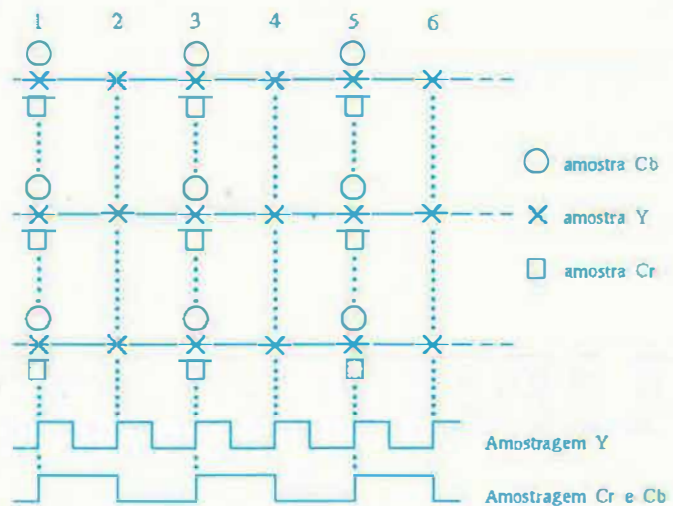 1 2 3 4 5 6
amostra Cb
amostra Y
amostra Cr
Amostragem Y
Amostragem Cr e Cb